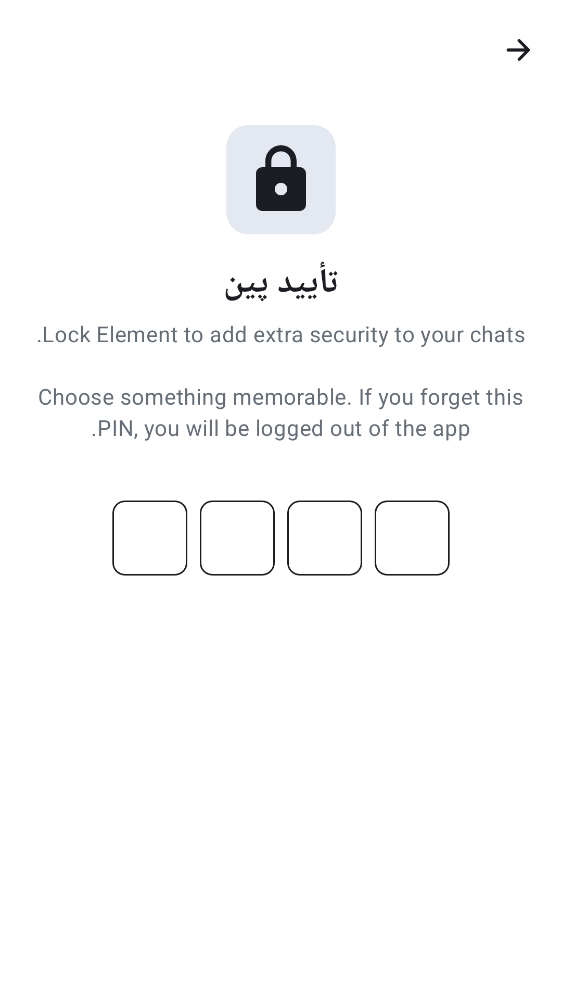 تأیید پین
.Lock Element to add extra security to your chats
Choose something memorable. If you forget this
.PIN, you will be logged out of the app